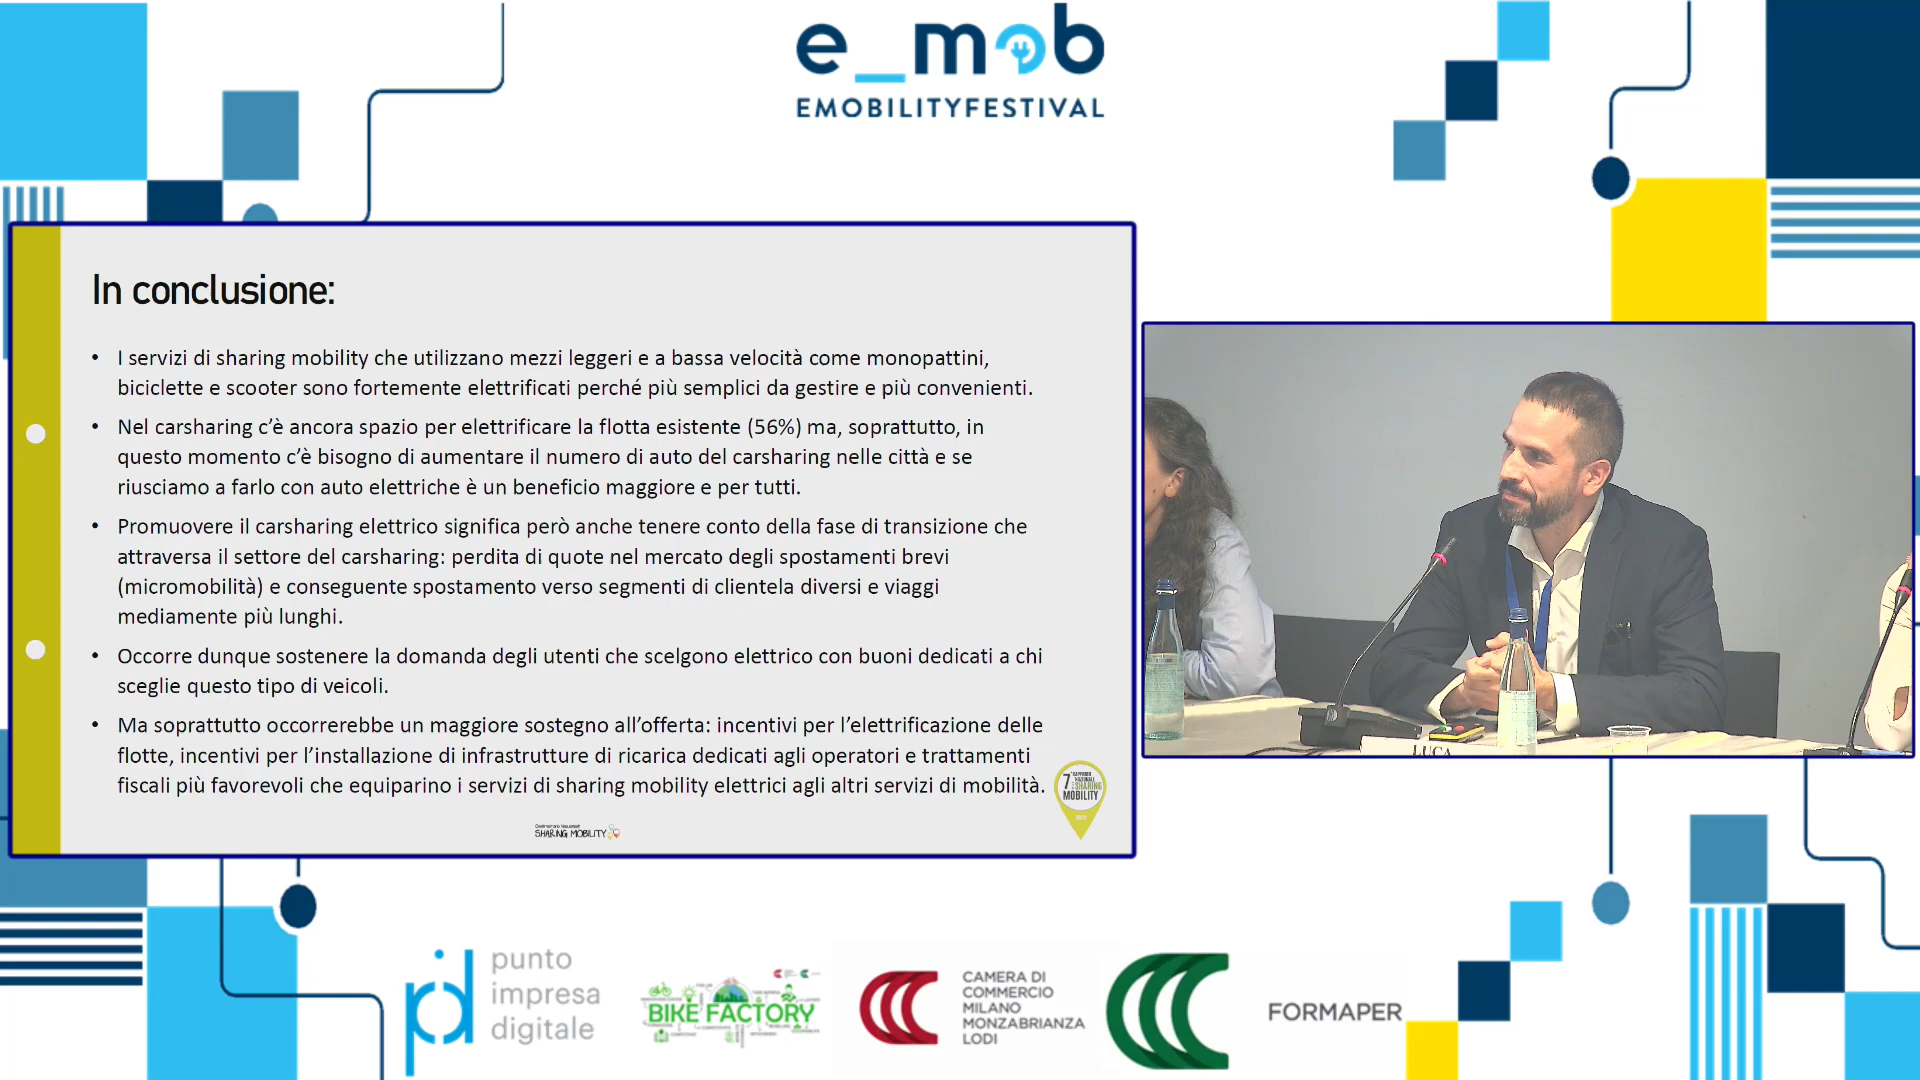 e_mob
EMOBILITYFESTIVAL
In conclusione:
• I servizi di sharing mobility che utilizzano mezzi leggeri e a bassa velocità come monopattini,
biciclette e scooter sono fortemente elettrificati perché più semplici da gestire e più convenienti.
• Nel carsharing c’è ancora spazio per elettrificare la flotta esistente (56%) ma, soprattutto, in
questo momento c’è bisogno di aumentare il numero di auto del carsharing nelle città e se
riusciamo a farlo con auto elettriche è un beneficio maggiore e per tutti.
• Promuovere il carsharing elettrico significa però anche tenere conto della fase di transizione che
attraversa il settore del carsharing: perdita di quote nel mercato degli spostamenti brevi
(micromobilità) e conseguente spostamento verso segmenti di clientela diversi e viaggi
mediamente più lunghi.
• Occorre dunque sostenere la domanda degli utenti che scelgono elettrico con buoni dedicati a chi
sceglie questo tipo di veicoli.
• Ma soprattutto occorrerebbe un maggiore sostegno all’offerta: incentivi per l’elettrificazione delle
flotte, incentivi per l’installazione di infrastrutture di ricarica dedicati agli operatori e trattamenti
fiscali più favorevoli che equiparino i servizi di sharing mobility elettrici agli altri servizi di mobilità.
7°
SHARING
MOBILITY
SHARING MOBILITY
LUCA
punto
impresa
digitale
BIKE FACTORY
CAMERA DI
COMMERCIO
MILANO
MONZABRIANZA
LODI
FORMAPER